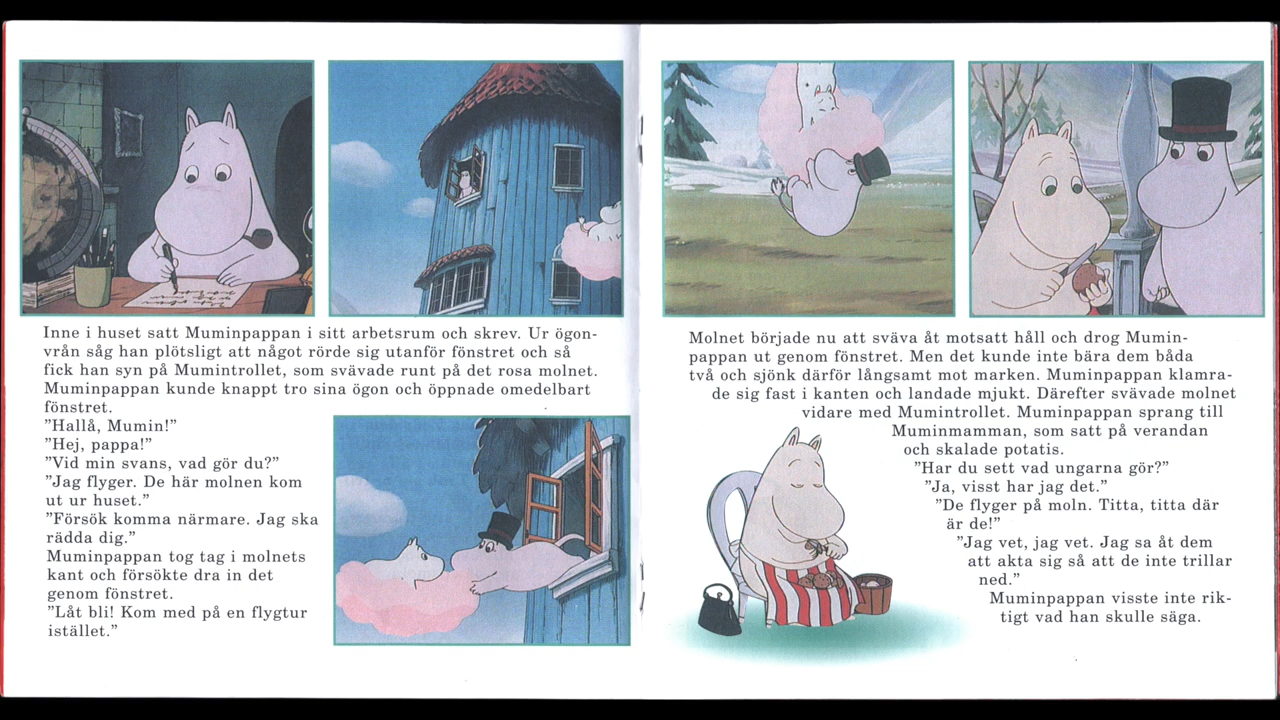 Inne i huset satt Muminpappan i sitt arbetsrum och skrev. Ur ögon-
vrån såg han plötsligt att något rörde sig utanför fönstret och så
fick han syn på Mumintrollet, som svävade runt på det rosa molnet.
Muminpappan kunde knappt tro sina ögon och öppnade omedelbart
fönstret.
”Hallå, Mumin!”
”Hej, pappa!”
”Vid min svans, vad gör du?”
”Jag flyger. De här molnen kom
ut ur huset.”
”Försök komma närmare. Jag ska
rädda dig.”
Muminpappan tog tag i molnets
kant och försökte dra in det
genom fönstret.
”Låt bli! Kom med på en flygtur
istället.”
Molnet började nu att sväva åt motsatt håll och drog Mumin-
pappan ut genom fönstret. Men det kunde inte bära dem båda
två och sjönk därför långsamt mot marken. Muminpappan klamra-
de sig fast i kanten och landade mjukt. Därefter svävade molnet
vidare med Mumintrollet. Muminpappan sprang till
Muminmamman, som satt på verandan
och skalade potatis.
”Har du sett vad ungarna gör?”
”Ja, visst har jag det.”
”De flyger på moln. Titta, titta där
är de!”
”Jag vet, jag vet. Jag sa åt dem
att akta sig så att de inte trillar
ned.”
Muminpappan visste inte rik-
tigt vad han skulle säga.